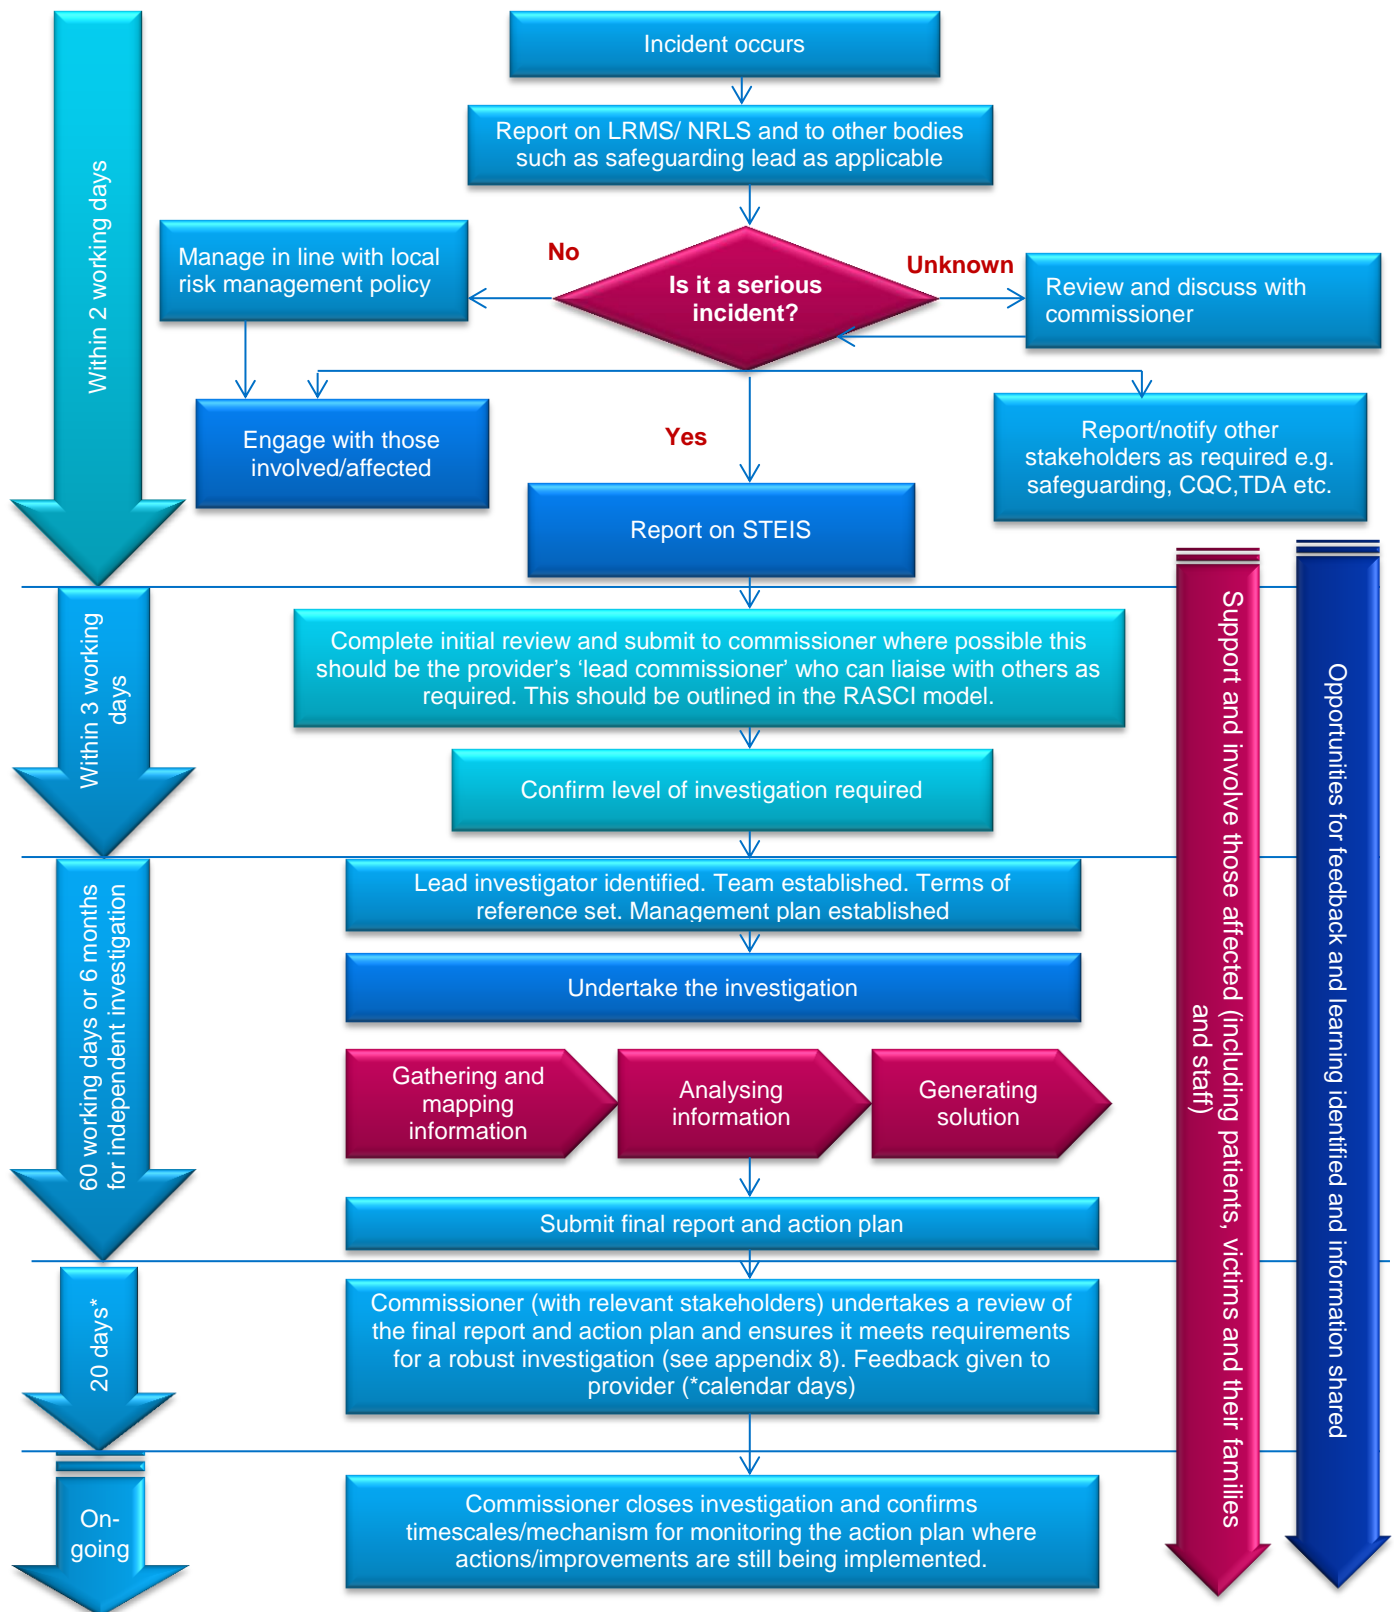 Incident occurs
Report on LRMS/ NRLS and to other bodies
such as safeguarding lead as applicable
Within 2 working days
Manage in line with local
risk management policy
No
Is it a serious
incident?
Unknown
Review and discuss with
commissioner
Engage with those
involved/affected
Yes
Report/notify other
stakeholders as required e.g.
safeguarding, CQC,TDA etc.
Report on STEIS
Within 3 working
days
Complete initial review and submit to commissioner where possible this
should be the provider’s ‘lead commissioner’ who can liaise with others as
required. This should be outlined in the RASCI model.
Confirm level of investigation required
60 working days or 6 months
for independent investigation
Lead investigator identified. Team established. Terms of
reference set. Management plan established
Undertake the investigation
Gathering and
mapping
information
Analysing
information
Generating
solution
Submit final report and action plan
20 days*
Commissioner (with relevant stakeholders) undertakes a review of
the final report and action plan and ensures it meets requirements
for a robust investigation (see appendix 8). Feedback given to
provider (*calendar days)
On-
going
Commissioner closes investigation and confirms
timescales/mechanism for monitoring the action plan where
actions/improvements are still being implemented.
Support and involve those affected (including patients, victims and their families
and staff)
Opportunities for feedback and learning identified and information shared